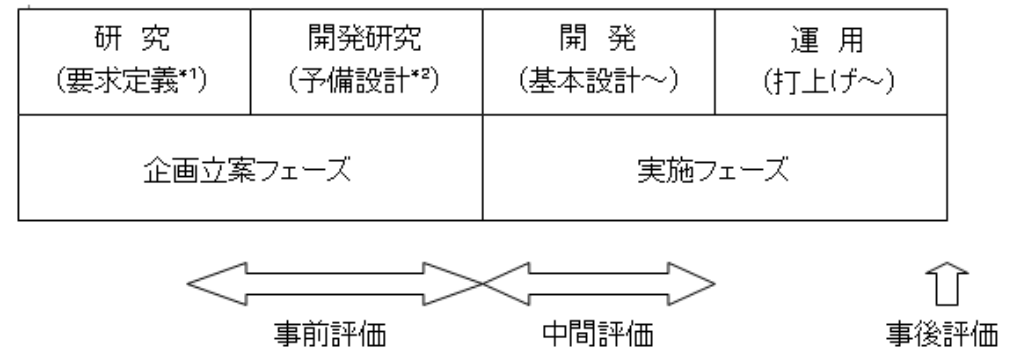 研 究
(要求定義*1)
開発研究
(予備設計*2)
開 発
(基本設計～)
運 用
(打上げ～)
企画立案フェーズ
実施フェーズ
事前評価
中間評価
事後評価